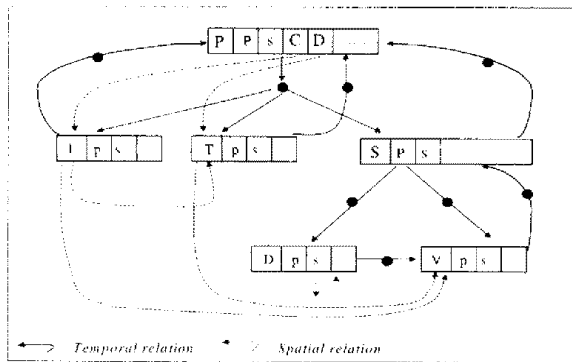 P P s C D .....
I p s T p s S P s
D p s V p s
Temporal relation Spatial relation